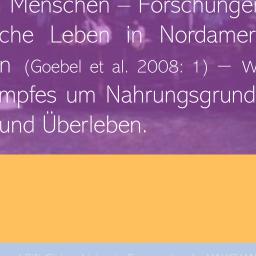 Menschen – Forschungen
che Leben in Nordamer
n (Goebel et al. 2008: 1) – w
mpfes um Nahrungsgrund
und Überleben.